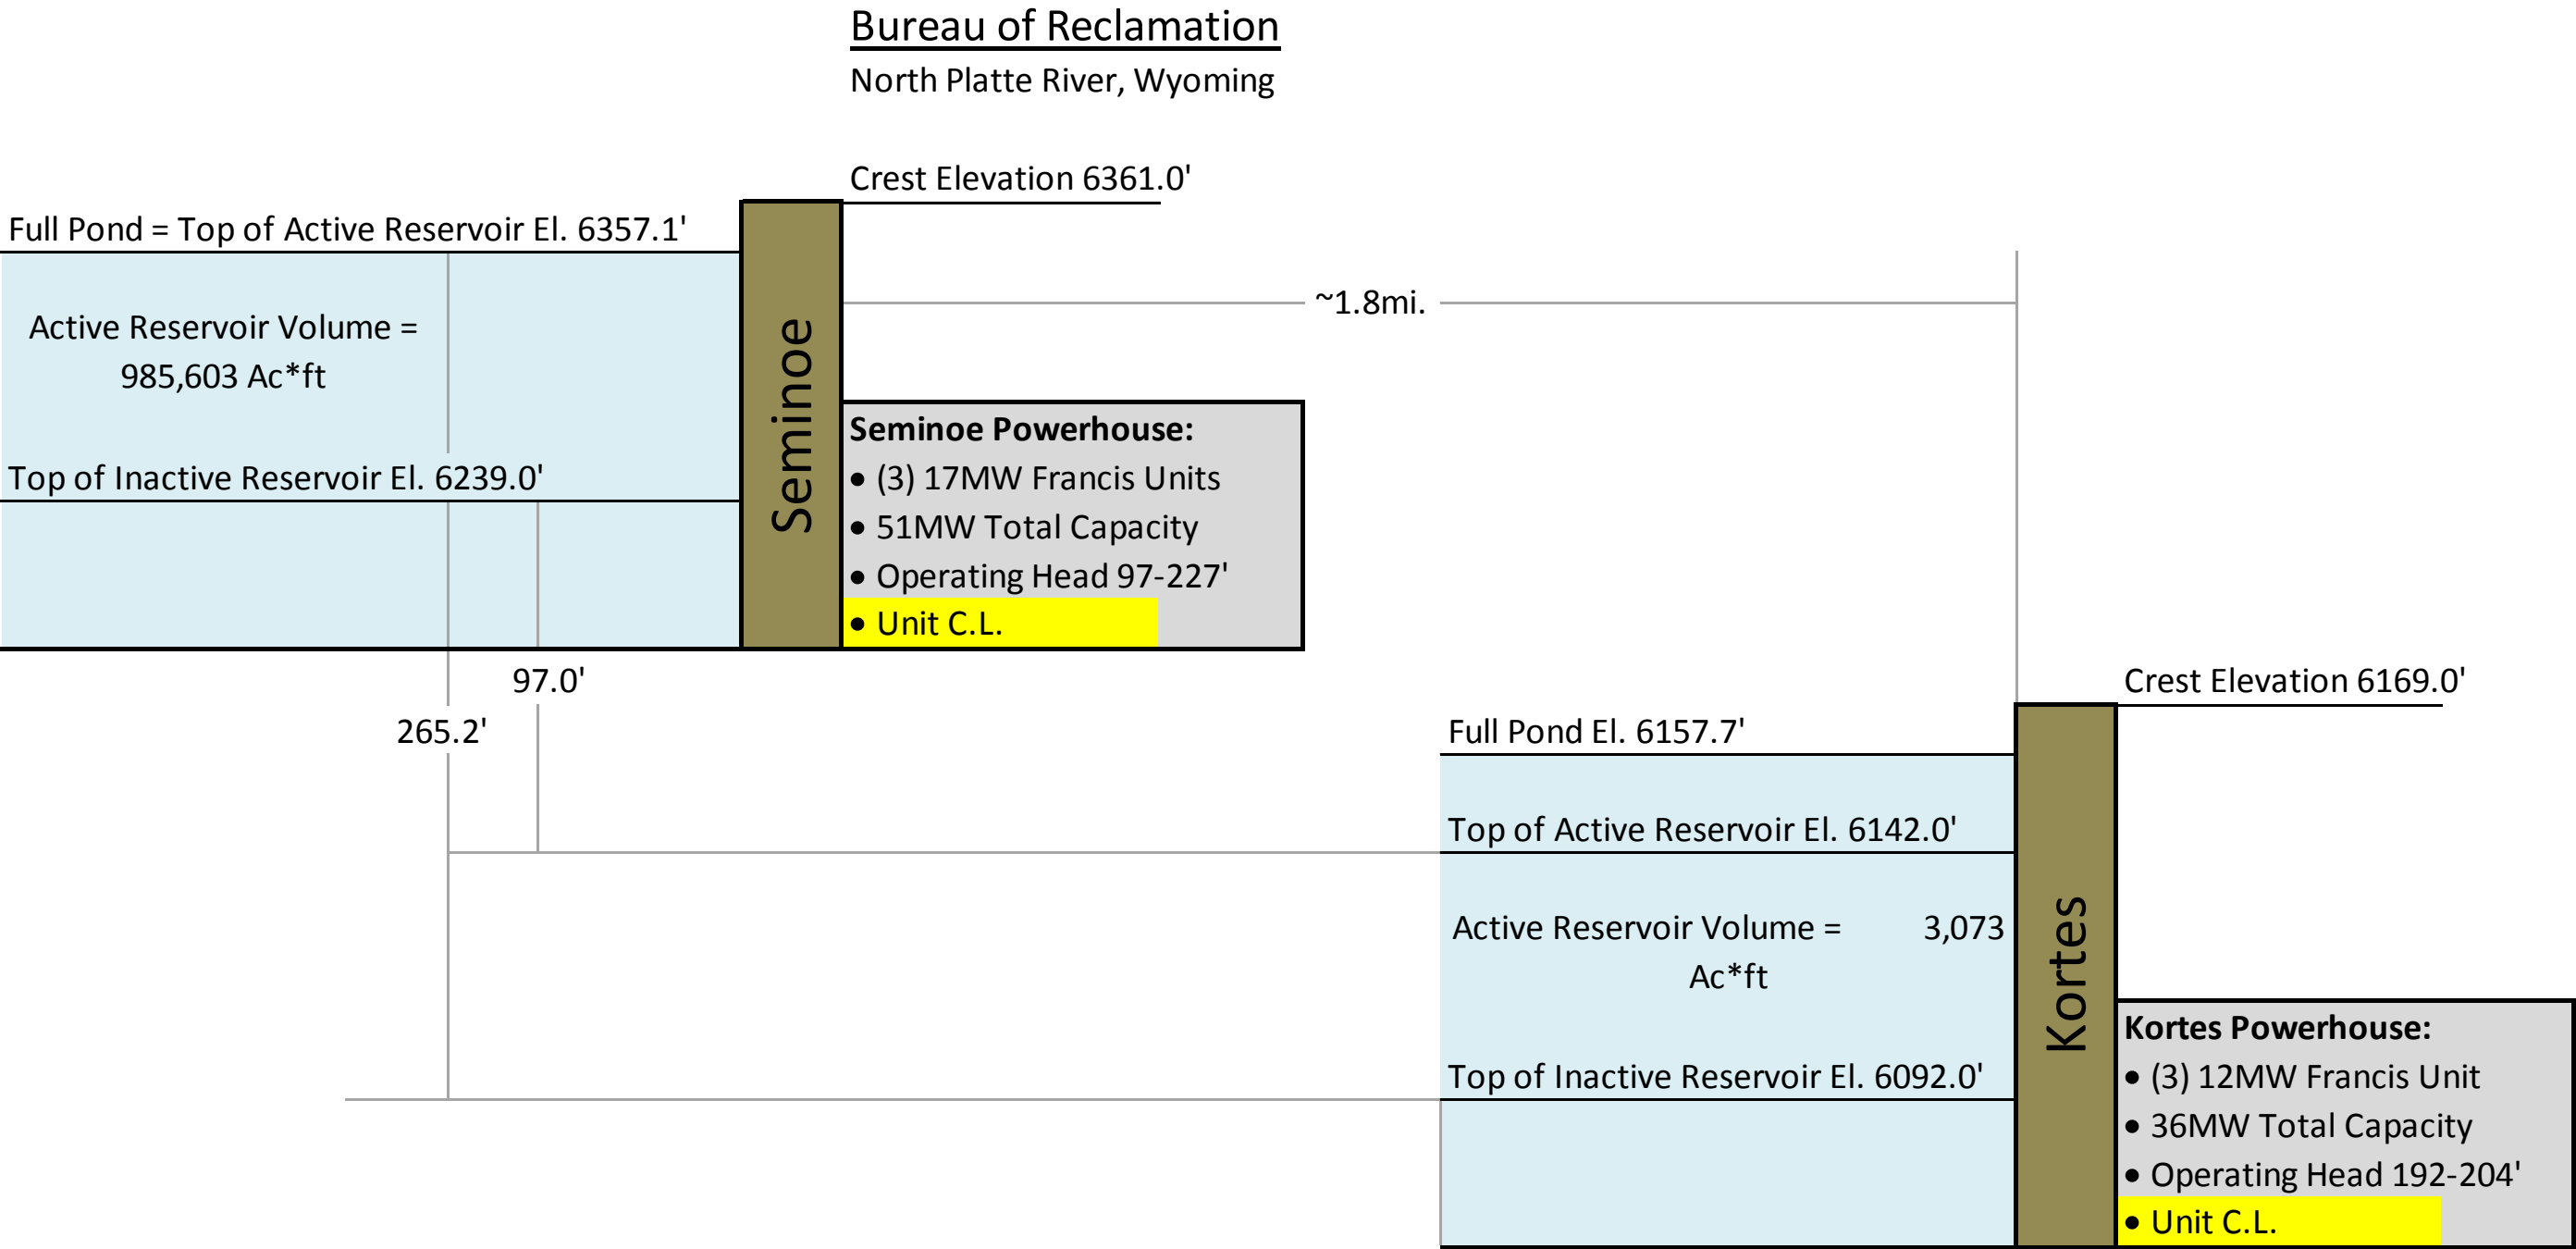 Bureau of Reclamation
North Platte River, Wyoming
Crest Elevation 6361.0'
Full Pond = Top of Active Reservoir El. 6357.1'
~1.8mi.
Active Reservoir Volume =
985,603 Ac*ft
Seminoe
Top of Inactive Reservoir El. 6239.0'
Seminoe Powerhouse:
• (3) 17MW Francis Units
• 51MW Total Capacity
• Operating Head 97-227'
• Unit C.L.
97.0'
265.2'
Crest Elevation 6169.0'
Full Pond El. 6157.7'
Top of Active Reservoir El. 6142.0'
Active Reservoir Volume = 3,073
Ac*ft
Kortes
Top of Inactive Reservoir El. 6092.0'
Kortes Powerhouse:
• (3) 12MW Francis Unit
• 36MW Total Capacity
• Operating Head 192-204'
• Unit C.L.